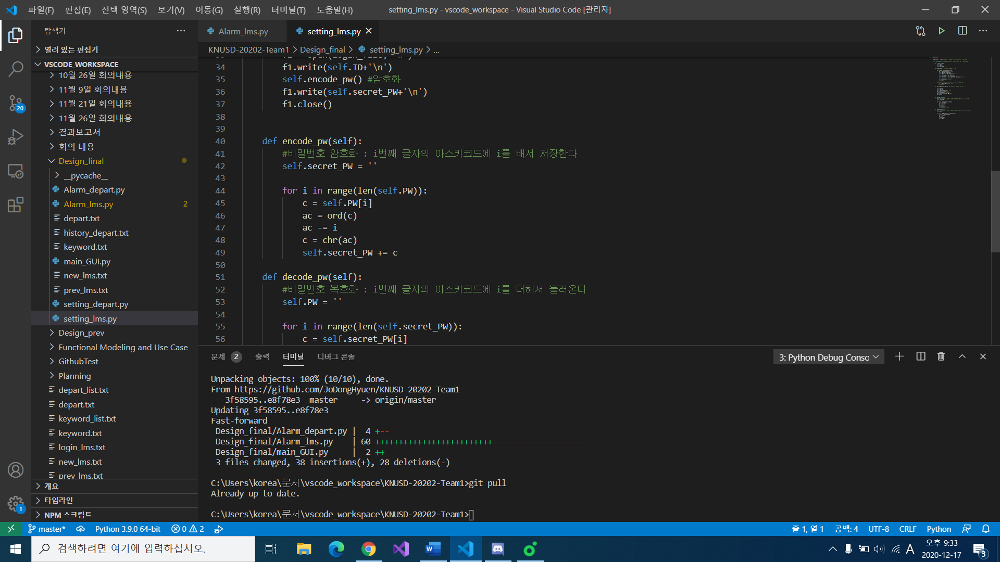 파일(F) 편집(E) 선택 영역(S) 보기(V) 이동(G) 실행(R) 터미널(T) 도움말(H)
setting_lms.py - vscode_workspace - Visual Studio Code [관리자]
탐색기
열려 있는 편집기
VSCODE_WORKSPACE
10월 26일 회의내용
11월 9일 회의내용
11월 21일 회의내용
11월 26일 회의내용
결과보고서
회의 내용
Design_final
__pycache__
Alarm_depart.py
Alarm_lms.py 2
depart.txt
history_depart.txt
keyword.txt
main_GUI.py
new_lms.txt
prev_lms.txt
setting_depart.py
setting_lms.py
Design_prev
Functional Modeling and Use Case
GithubTest
Planning
depart_list.txt
depart.txt
keyword_list.txt
keyword.txt
login_lms.txt
new_lms.txt
prev_lms.txt
개요
타임라인
NPM 스크립트
20
1
Alarm_lms.py
setting_lms.py
KNUSD-20202-Team1 > Design_final > setting_lms.py > ...
34 f1.write(self.ID+'\n')
35 self.encode_pw() #암호화
36 f1.write(self.secret_PW+'\n')
37 f1.close()
38
39
40 def encode_pw(self):
41 #비밀번호 암호화 : i번째 글자의 아스키코드에 i를 빼서 저장한다
42 self.secret_PW = ''
43
44 for i in range(len(self.PW)):
45 c = self.PW[i]
46 ac = ord(c)
47 ac -= i
48 c = chr(ac)
49 self.secret_PW += c
50
51 def decode_pw(self):
52 #비밀번호 복호화 : i번째 글자의 아스키코드에 i를 더해서 불러온다
53 self.PW = ''
54
55 for i in range(len(self.secret_PW)):
56 c = self.secret_PW[i]
문제 2 출력 터미널 디버그 콘솔
3: Python Debug Conso
Unpacking objects: 100% (10/10), done.
From https://github.com/JoDongHyuen/KNUSD-20202-Team1
3f58595..e8f78e3 master -> origin/master
Updating 3f58595..e8f78e3
Fast-forward
Design_final/Alarm_depart.py | 4 +--
Design_final/Alarm_lms.py | 60 +++++++++++++++++++++++++-------------------
Design_final/main_GUI.py | 2 ++
3 files changed, 38 insertions(+), 28 deletions(-)
C:\Users\korea\문서\vscode_workspace\KNUSD-20202-Team1>git pull
Already up to date.
C:\Users\korea\문서\vscode_workspace\KNUSD-20202-Team1>
master* Python 3.9.0 64-bit 0 2
줄 1, 열 1 공백: 4 UTF-8 CRLF Python
검색하려면 여기에 입력하십시오.
A 오후 9:33
2020-12-17
3